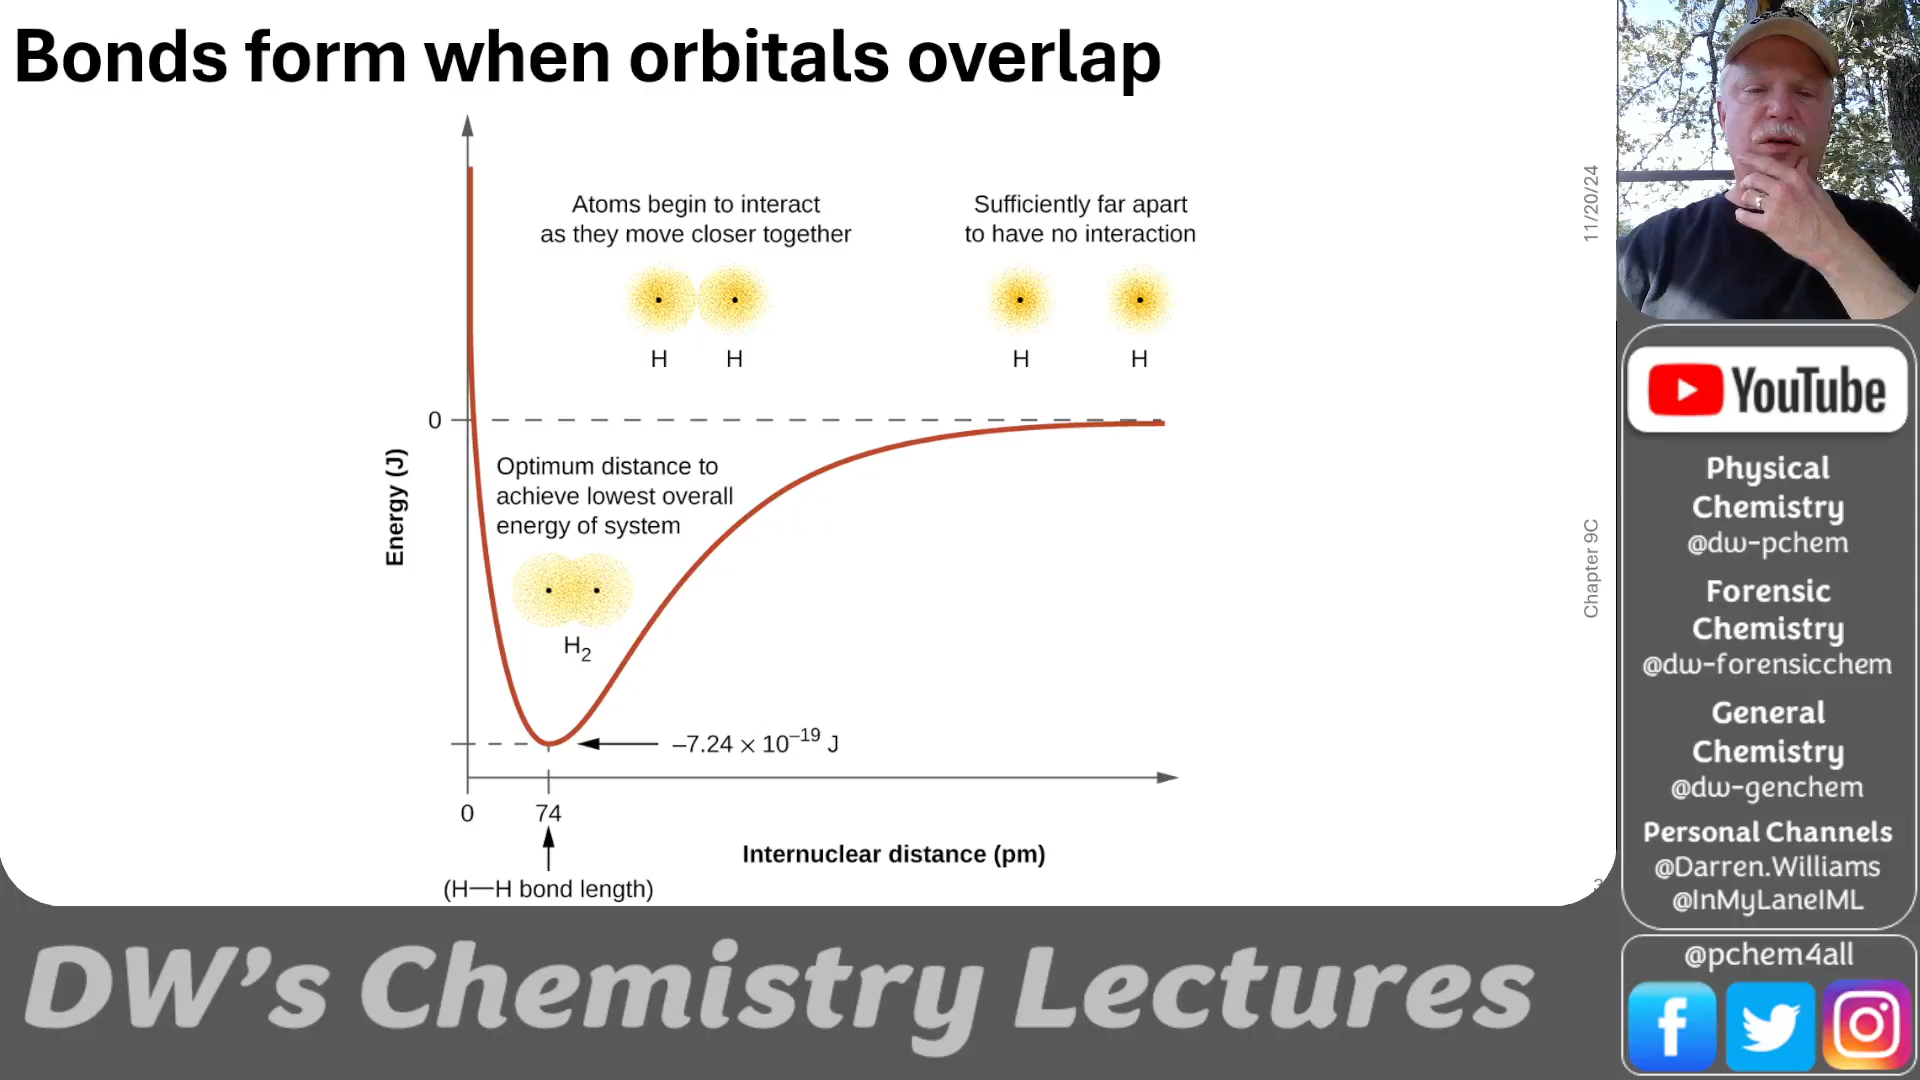 Bonds form when orbitals overlap
Atoms begin to interact
as they move closer together
H H
Sufficiently far apart
to have no interaction
H H
0
Energy (J)
Optimum distance to
achieve lowest overall
energy of system
H₂
–7.24 × 10⁻¹⁹ J
0 74
Internuclear distance (pm)
(H—H bond length)
11/20/24
Chapter 9C
3
YouTube
Physical
Chemistry
@dw-pchem
Forensic
Chemistry
@dw-forensicchem
General
Chemistry
@dw-genchem
Personal Channels
@Darren.Williams
@InMyLaneIML
@pchem4all
DW's Chemistry Lectures